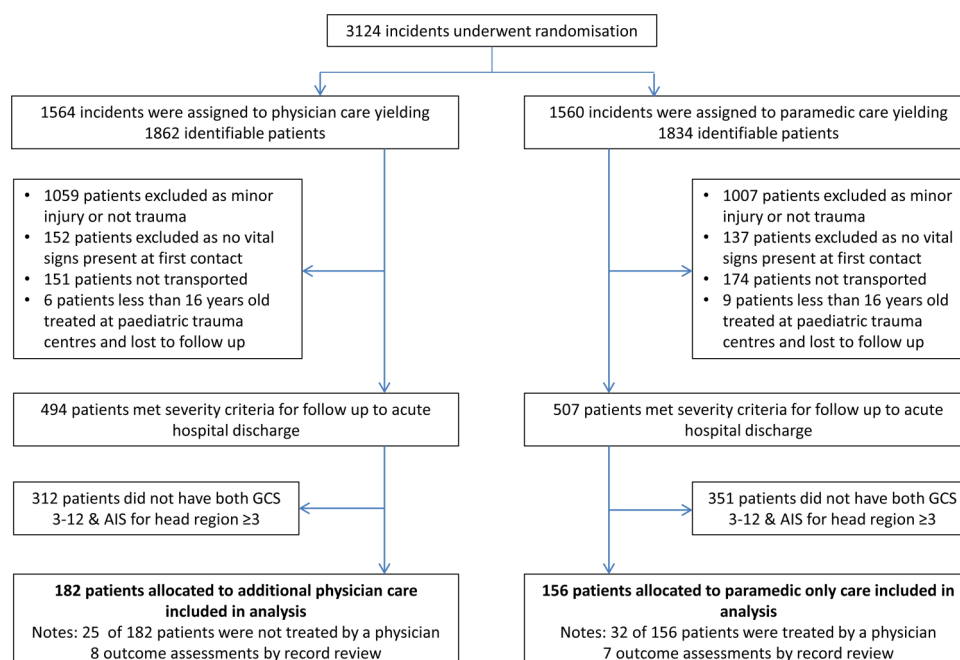 3124 incidents underwent randomisation
1564 incidents were assigned to physician care yielding
1862 identifiable patients
1560 incidents were assigned to paramedic care yielding
1834 identifiable patients
• 1059 patients excluded as minor
injury or not trauma
• 152 patients excluded as no vital
signs present at first contact
• 151 patients not transported
• 6 patients less than 16 years old
treated at paediatric trauma
centres and lost to follow up
• 1007 patients excluded as minor
injury or not trauma
• 137 patients excluded as no vital
signs present at first contact
• 174 patients not transported
• 9 patients less than 16 years old
treated at paediatric trauma
centres and lost to follow up
494 patients met severity criteria for follow up to acute
hospital discharge
507 patients met severity criteria for follow up to acute
hospital discharge
312 patients did not have both GCS
3-12 & AIS for head region ≥3
351 patients did not have both GCS
3-12 & AIS for head region ≥3
182 patients allocated to additional physician care
included in analysis
Notes: 25 of 182 patients were not treated by a physician
8 outcome assessments by record review
156 patients allocated to paramedic only care included in
analysis
Notes: 32 of 156 patients were treated by a physician
7 outcome assessments by record review